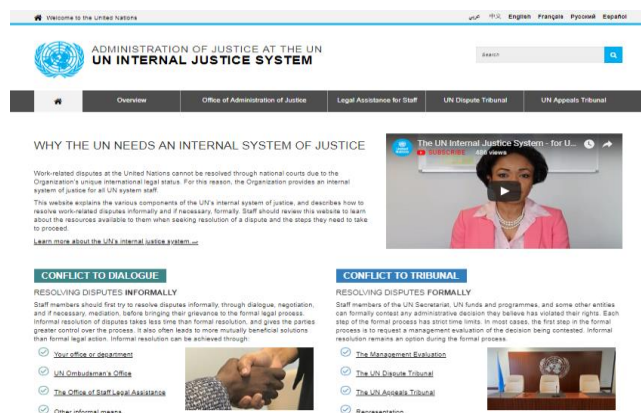 Welcome to the United Nations
عربي 中文 English Français Русский Español
ADMINISTRATION OF JUSTICE AT THE UN
UN INTERNAL JUSTICE SYSTEM
Search
Overview Office of Administration of Justice Legal Assistance for Staff UN Dispute Tribunal UN Appeals Tribunal
WHY THE UN NEEDS AN INTERNAL SYSTEM OF JUSTICE
Work-related disputes at the United Nations cannot be resolved through national courts due to the
Organization's unique international legal status. For this reason, the Organization provides an internal
system of justice for all UN system staff.
This website explains the various components of the UN's internal system of justice, and describes how to
resolve work-related disputes informally and if necessary, formally. Staff should review this website to learn
about the resources available to them when seeking resolution of a dispute and the steps they need to take
to proceed.
Learn more about the UN's internal justice system
The UN Internal Justice System - for U...
SUBSCRIBE 486 views
CONFLICT TO DIALOGUE
RESOLVING DISPUTES INFORMALLY
Staff members should first try to resolve disputes informally, through dialogue, negotiation,
and if necessary, mediation, before bringing their grievance to the formal legal process.
Informal resolution of disputes takes less time than formal resolution, and gives the parties
greater control over the process. It also often leads to more mutually beneficial solutions
than formal legal action. Informal resolution can be achieved through:
Your office or department
UN Ombudsman's Office
The Office of Staff Legal Assistance
Other informal means
CONFLICT TO TRIBUNAL
RESOLVING DISPUTES FORMALLY
Staff members of the UN Secretariat, UN funds and programmes, and some other entities
can formally contest any administrative decision they believe has violated their rights. Each
step of the formal process has strict time limits. In most cases, the first step in the formal
process is to request a management evaluation of the decision being contested. Informal
resolution remains an option during the formal process.
The Management Evaluation
The UN Dispute Tribunal
The UN Appeals Tribunal
Representation